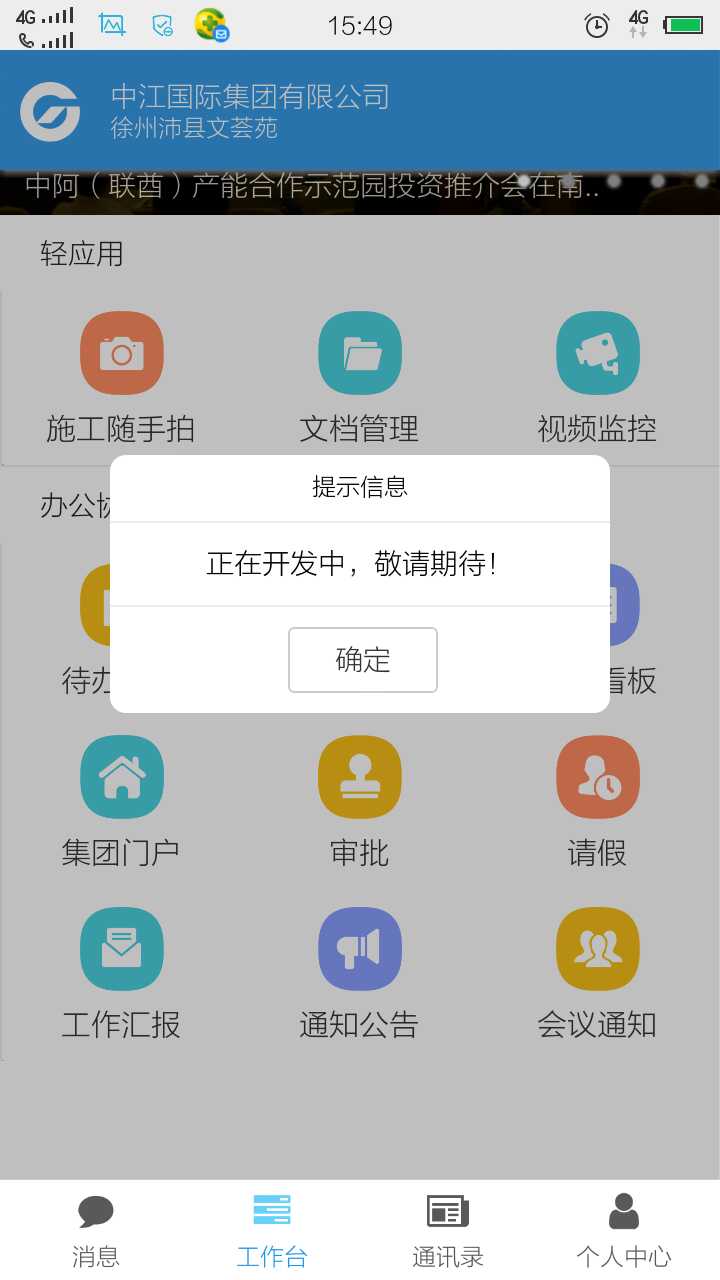 4G 15:49 4G
中江国际集团有限公司
徐州沛县文荟苑
中阿（联酋）产能合作示范园投资推介会在南..
轻应用
施工随手拍 文档管理 视频监控
办公协
提示信息
正在开发中，敬请期待！
待办 看板
确定
集团门户 审批 请假
工作汇报 通知公告 会议通知
消息 工作台 通讯录 个人中心